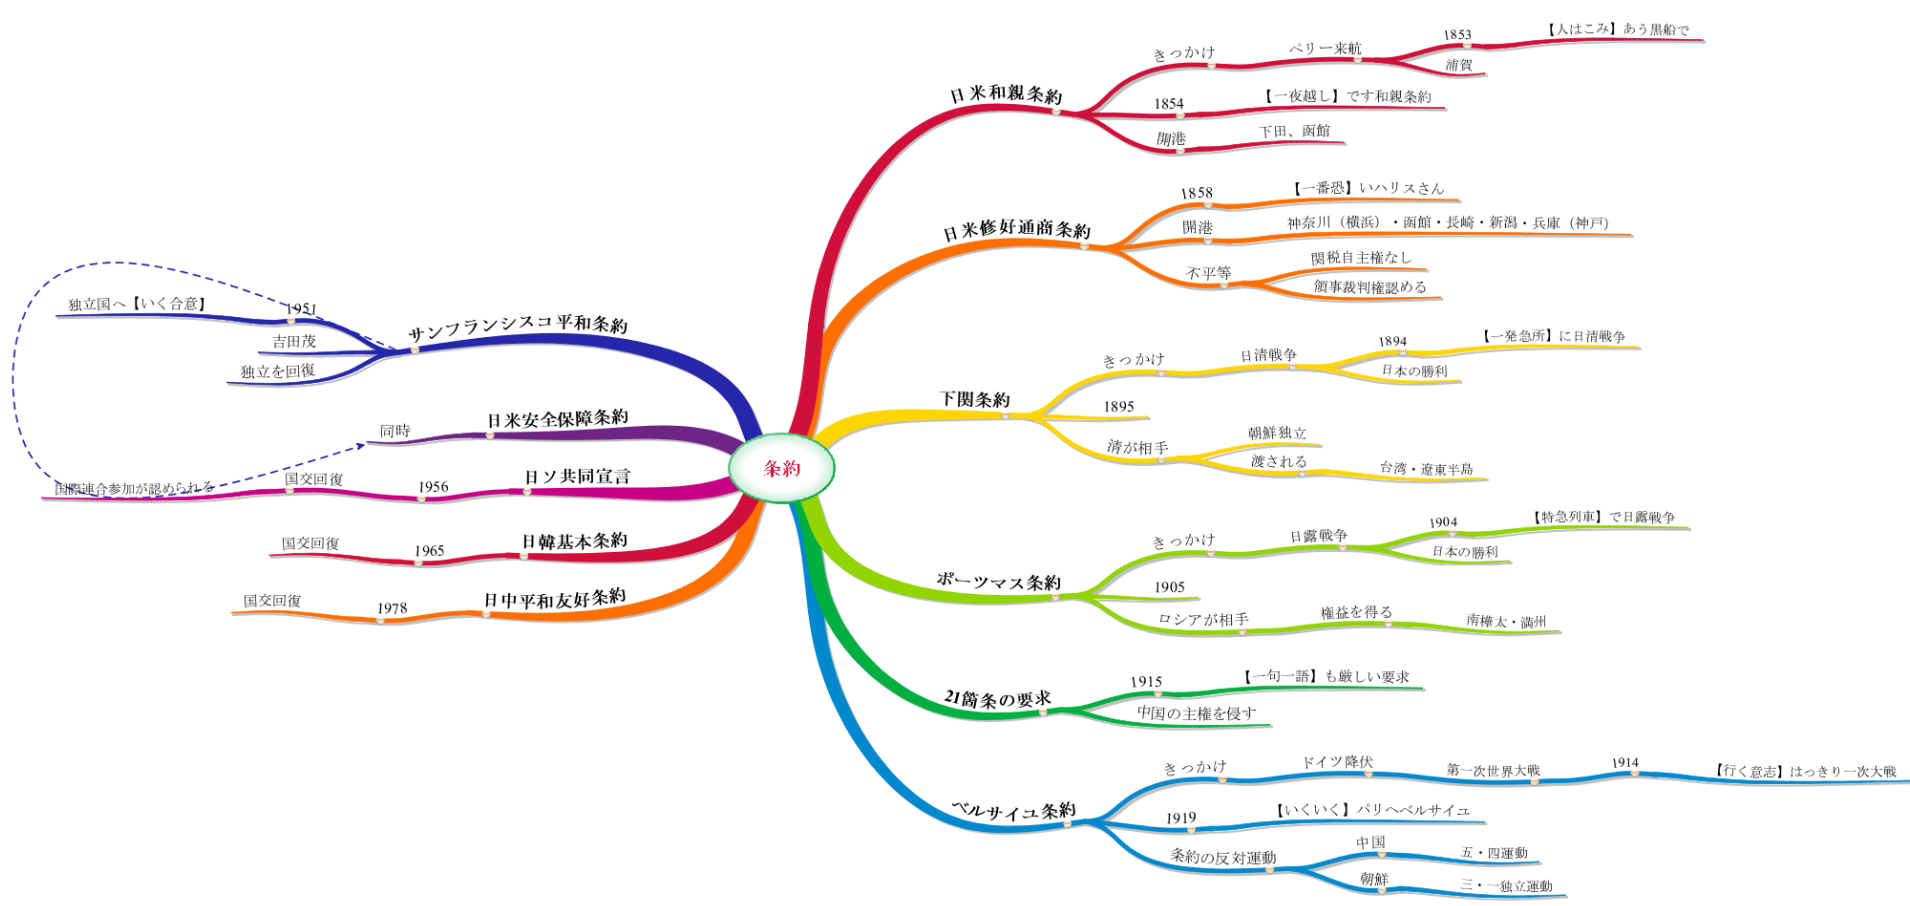 条約
日米和親条約
きっかけ
ペリー来航
1853
【人はこみ】あう黒船で
浦賀
1854
【一夜越し】です和親条約
開港
下田、函館
日米修好通商条約
1858
【一番恐】いハリスさん
開港
神奈川（横浜）・函館・長崎・新潟・兵庫（神戸）
不平等
関税自主権なし
領事裁判権認める
下関条約
きっかけ
日清戦争
1894
【一発急所】に日清戦争
日本の勝利
1895
清が相手
朝鮮独立
渡される
台湾・遼東半島
ポーツマス条約
きっかけ
日露戦争
1904
【特急列車】で日露戦争
日本の勝利
1905
ロシアが相手
権益を得る
南樺太・満州
21箇条の要求
1915
【一句一語】も厳しい要求
中国の主権を侵す
ベルサイユ条約
きっかけ
ドイツ降伏
第一次世界大戦
1914
【行く意志】はっきり一次大戦
1919
【いくいく】パリへベルサイユ
条約の反対運動
中国
五・四運動
朝鮮
三・一独立運動
サンフランシスコ平和条約
1951
独立国へ【いく合意】
吉田茂
独立を回復
日米安全保障条約
同時
日ソ共同宣言
1956
国交回復
国際連合参加が認められる
日韓基本条約
1965
国交回復
日中平和友好条約
1978
国交回復